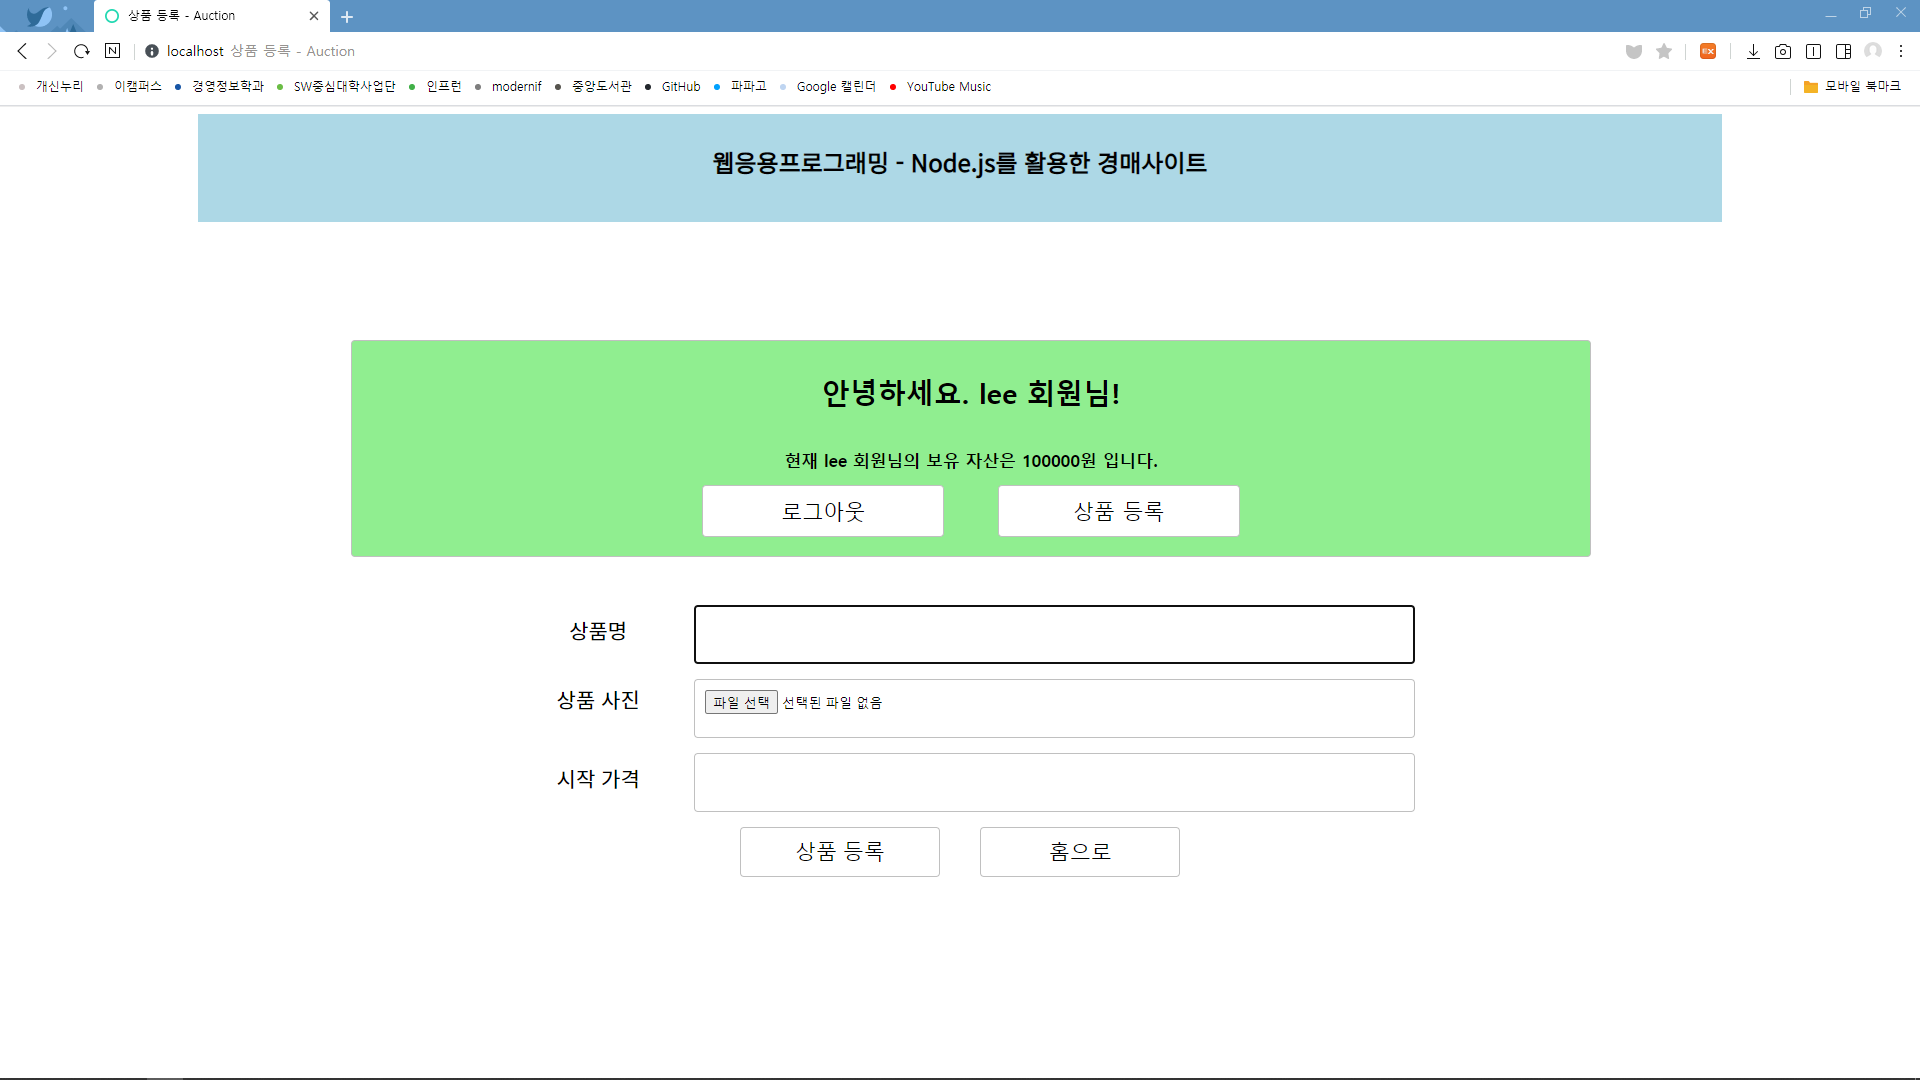 상품 등록 - Auction
N
localhost 상품 등록 - Auction
EX
개신누리 이캠퍼스 경영정보학과 SW중심대학사업단 인프런 modernif 중앙도서관 GitHub 파파고 Google 캘린더 YouTube Music 모바일 북마크
웹응용프로그래밍 - Node.js를 활용한 경매사이트
안녕하세요. lee 회원님!
현재 lee 회원님의 보유 자산은 100000원 입니다.
로그아웃 상품 등록
상품명
상품 사진 파일 선택 선택된 파일 없음
시작 가격
상품 등록 홈으로